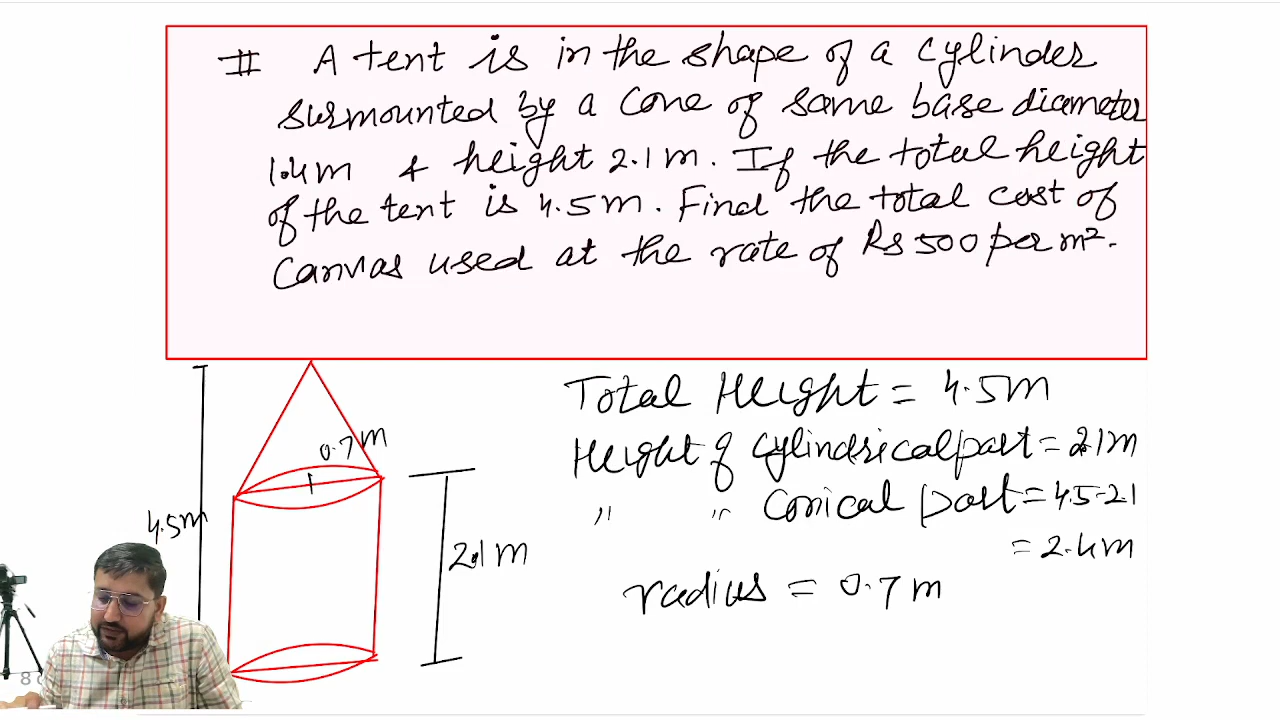 # A tent is in the shape of a cylinder
surmounted by a cone of same base diameter
1.4m & height 2.1m. If the total height
of the tent is 4.5m. Find the total cost of
canvas used at the rate of Rs 500 per m².
Total Height = 4.5m
Height of cylindrical part = 2.1m
" " Conical part = 4.5-2.1
= 2.4m
radius = 0.7m
0.7m
4.5m
2.1m
8